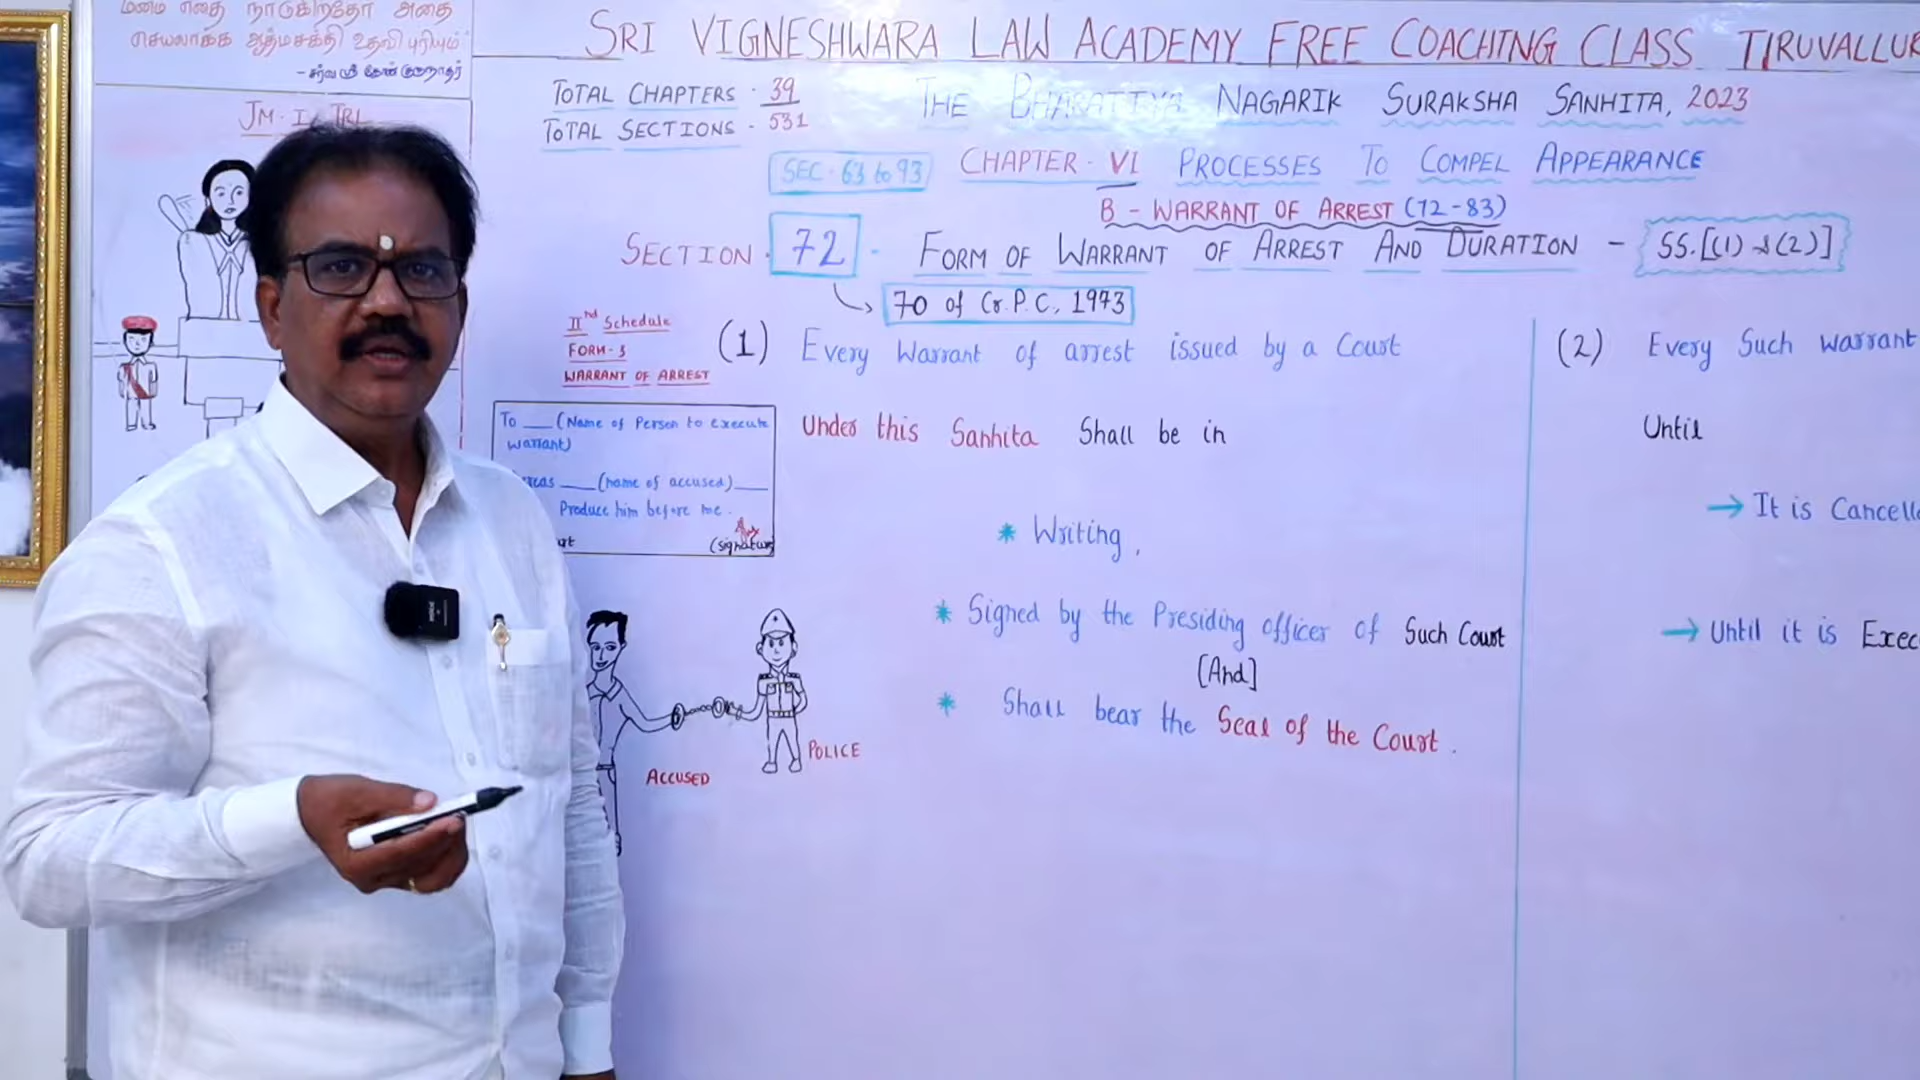 மனம் எதை நாடுகிறதோ அதை
செயலாக்க ஆத்மசக்தி உதவி புரியும்
SRI VIGNESHWARA LAW ACADEMY FREE COACHING CLASS TIRUVALLUR
TOTAL CHAPTERS - 39
TOTAL SECTIONS - 531
THE BHARATIYA NAGARIK SURAKSHA SANHITA, 2023
JM-I, TRL
SEC-63 to 93
CHAPTER-VI PROCESSES TO COMPEL APPEARANCE
B - WARRANT OF ARREST (72-83)
SECTION - 72 - FORM OF WARRANT OF ARREST AND DURATION - SS.[(1) & (2)]
70 of Cr.P.C., 1973
IInd Schedule
FORM-3
WARRANT OF ARREST
To ___ (Name of Person to execute
warrant)
(name of accused)
Produce him before me.
(signature)
(1) Every Warrant of arrest issued by a Court
Under this Sanhita Shall be in
* Writing,
* Signed by the Presiding officer of Such Court
[And]
* Shall bear the Seal of the Court.
(2) Every Such warrant
Until
→ It is Cancelle
→ Until it is Exec
ACCUSED
POLICE